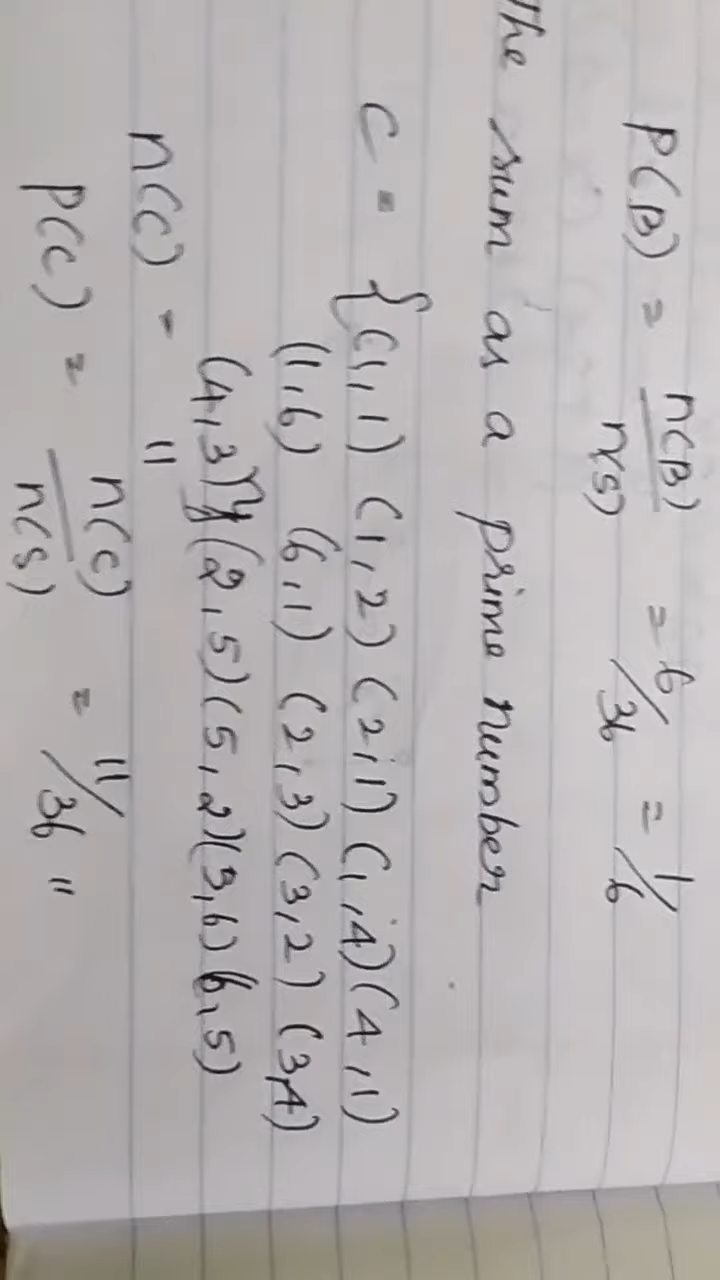 P(B) = n(B)/n(S) = 6/36 = 1/6
The sum as a prime number
C = {(1,1) (1,2) (2,1) (1,4) (4,1)
(1,6) (6,1) (2,3) (3,2) (3,4)
(4,3) (2,5) (5,2) (5,6) (6,5)
n(C) = 11
P(C) = n(C)/n(S) = 11/36 "